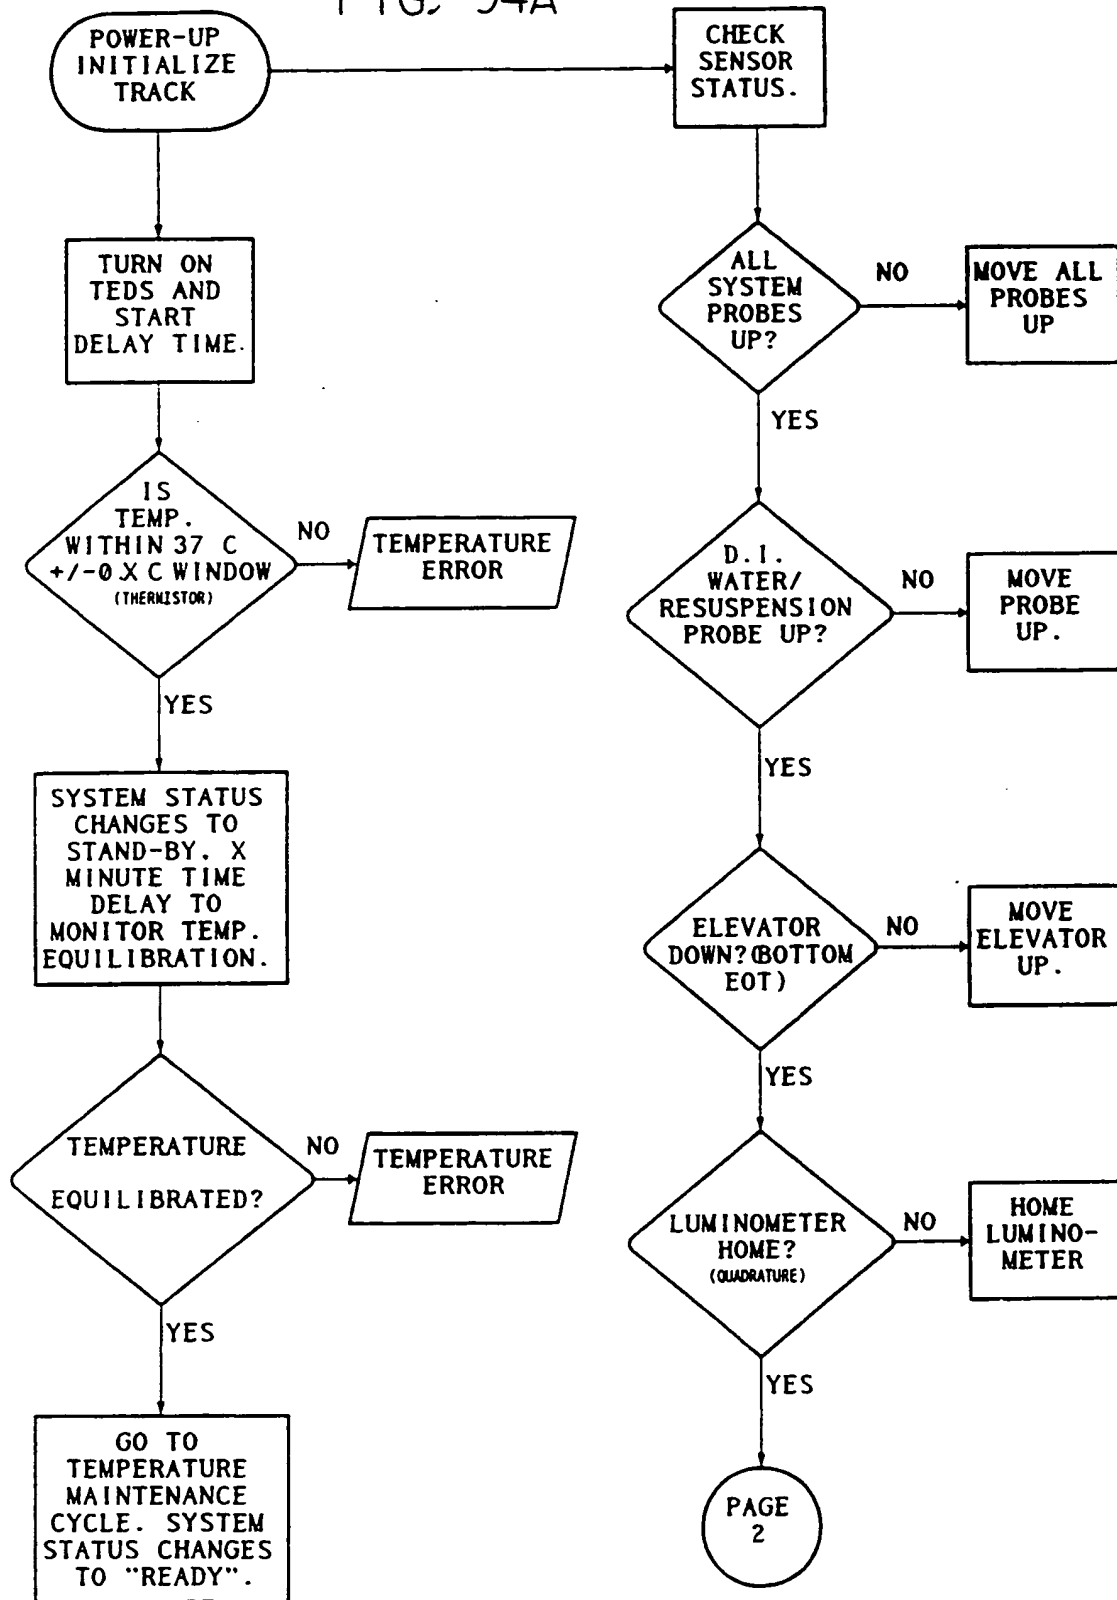 FIG. 94A
POWER-UP
INITIALIZE
TRACK
CHECK
SENSOR
STATUS.
TURN ON
TEDS AND
START
DELAY TIME.
ALL
SYSTEM
PROBES
UP?
NO
MOVE ALL
PROBES
UP
YES
IS
TEMP.
WITHIN 37 C
+/-0.X C WINDOW
(THERMISTOR)
NO
TEMPERATURE
ERROR
YES
D.I.
WATER/
RESUSPENSION
PROBE UP?
NO
MOVE
PROBE
UP.
YES
SYSTEM STATUS
CHANGES TO
STAND-BY. X
MINUTE TIME
DELAY TO
MONITOR TEMP.
EQUILIBRATION.
ELEVATOR
DOWN?(BOTTOM
EOT)
NO
MOVE
ELEVATOR
UP.
YES
TEMPERATURE
EQUILIBRATED?
NO
TEMPERATURE
ERROR
YES
LUMINOMETER
HOME?
(QUADRATURE)
NO
HOME
LUMINO-
METER
YES
GO TO
TEMPERATURE
MAINTENANCE
CYCLE. SYSTEM
STATUS CHANGES
TO "READY".
PAGE
2